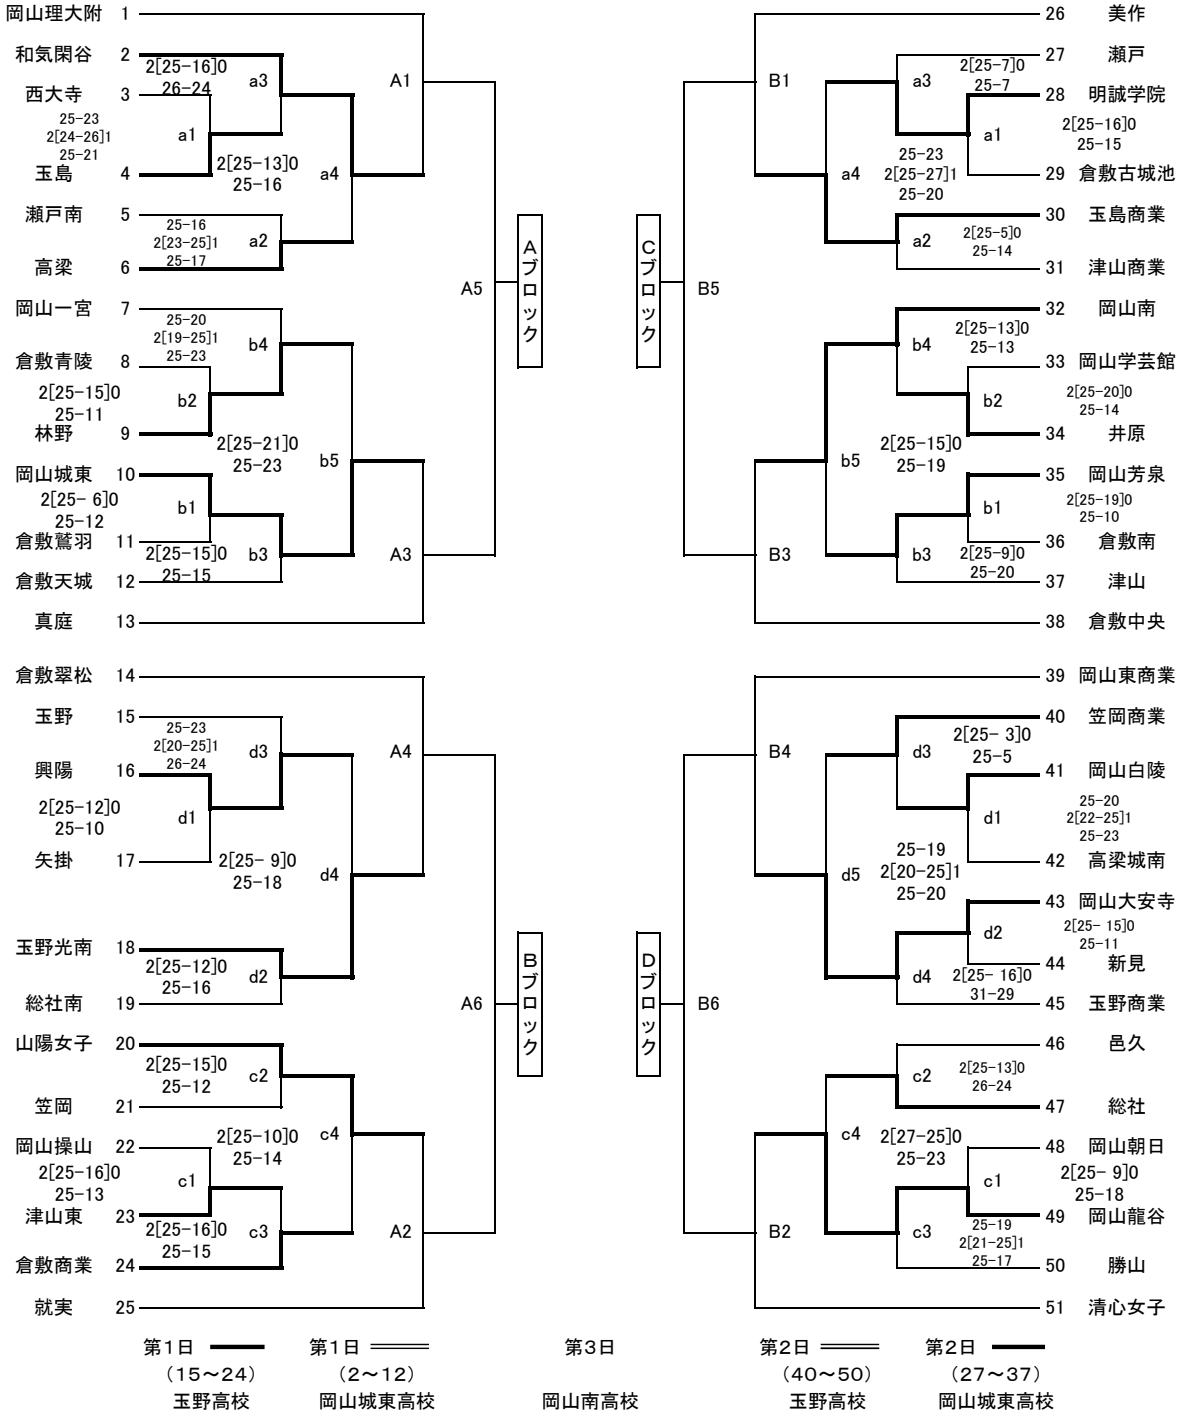 岡山理大附 1
和気閑谷 2
2[25-16]0
26-24
a3
西大寺 3
25-23
2[24-26]1
25-21
a1
玉島 4
2[25-13]0
25-16
a4
A1
瀬戸南 5
25-16
2[23-25]1
25-17
a2
高梁 6
A5
Aブロック
岡山一宮 7
25-20
2[19-25]1
25-23
b4
倉敷青陵 8
2[25-15]0
25-11
b2
林野 9
2[25-21]0
25-23
b5
岡山城東 10
2[25- 6]0
25-12
b1
倉敷鷲羽 11
2[25-15]0
25-15
b3
A3
倉敷天城 12
真庭 13
倉敷翠松 14
玉野 15
25-23
2[20-25]1
26-24
d3
A4
興陽 16
2[25-12]0
25-10
d1
矢掛 17
2[25- 9]0
25-18
d4
玉野光南 18
2[25-12]0
25-16
d2
総社南 19
A6
Bブロック
山陽女子 20
2[25-15]0
25-12
c2
笠岡 21
岡山操山 22
2[25-10]0
25-14
c4
2[25-16]0
25-13
c1
津山東 23
2[25-16]0
25-15
c3
A2
倉敷商業 24
就実 25
26 美作
27 瀬戸
B1
a3
2[25-7]0
25-7
28 明誠学院
a1
2[25-16]0
25-15
a4
25-23
2[25-27]1
25-20
29 倉敷古城池
30 玉島商業
a2
2[25-5]0
25-14
31 津山商業
Cブロック
B5
32 岡山南
b4
2[25-13]0
25-13
33 岡山学芸館
b2
2[25-20]0
25-14
34 井原
b5
2[25-15]0
25-19
35 岡山芳泉
b1
2[25-19]0
25-10
36 倉敷南
B3
b3
2[25-9]0
25-20
37 津山
38 倉敷中央
39 岡山東商業
40 笠岡商業
B4
d3
2[25- 3]0
25-5
41 岡山白陵
d1
25-20
2[22-25]1
25-23
42 高梁城南
d5
25-19
2[20-25]1
25-20
43 岡山大安寺
d2
2[25- 15]0
25-11
44 新見
d4
2[25- 16]0
31-29
45 玉野商業
Dブロック
B6
46 邑久
c2
2[25-13]0
26-24
47 総社
c4
2[27-25]0
25-23
48 岡山朝日
c1
2[25- 9]0
25-18
49 岡山龍谷
B2
c3
25-19
2[21-25]1
25-17
50 勝山
51 清心女子
第1日 第1日 第3日 第2日 第2日
（15～24） （2～12） （40～50） （27～37）
玉野高校 岡山城東高校 岡山南高校 玉野高校 岡山城東高校